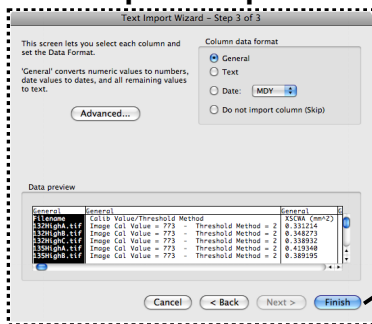 Text Import Wizard – Step 3 of 3
This screen lets you select each column and
set the Data Format.
'General' converts numeric values to numbers,
date values to dates, and all remaining values
to text.
Advanced...
Column data format
General
Text
Date: MDY
Do not import column (Skip)
Data preview
General General General G
Filename Calib Value/Threshold Method XSCWA (mm^2)
132HighA.tif Image Cal Value = 773 - Threshold Method = 2 0.331214
132HighB.tif Image Cal Value = 773 - Threshold Method = 2 0.348273
132HighC.tif Image Cal Value = 773 - Threshold Method = 2 0.338932
135HighA.tif Image Cal Value = 773 - Threshold Method = 2 0.419340
135HighB.tif Image Cal Value = 773 - Threshold Method = 2 0.389195
Cancel < Back Next > Finish